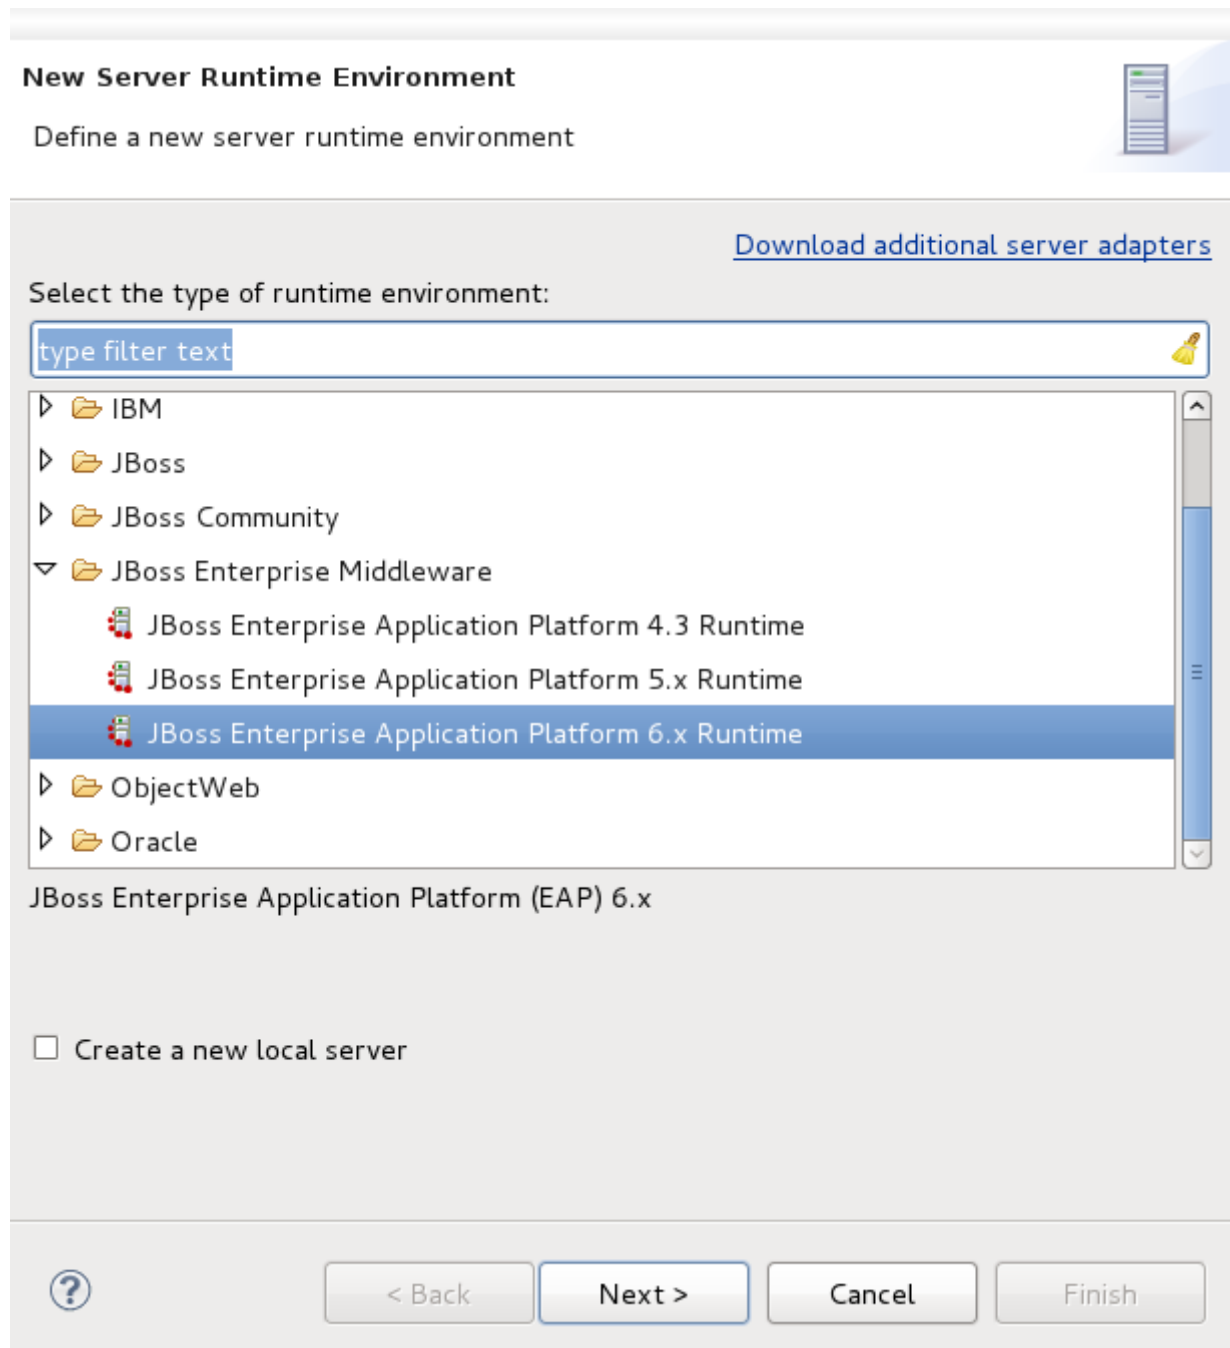 New Server Runtime Environment
Define a new server runtime environment
Download additional server adapters
Select the type of runtime environment:
type filter text
IBM
JBoss
JBoss Community
JBoss Enterprise Middleware
JBoss Enterprise Application Platform 4.3 Runtime
JBoss Enterprise Application Platform 5.x Runtime
JBoss Enterprise Application Platform 6.x Runtime
ObjectWeb
Oracle
JBoss Enterprise Application Platform (EAP) 6.x
Create a new local server
? < Back Next > Cancel Finish